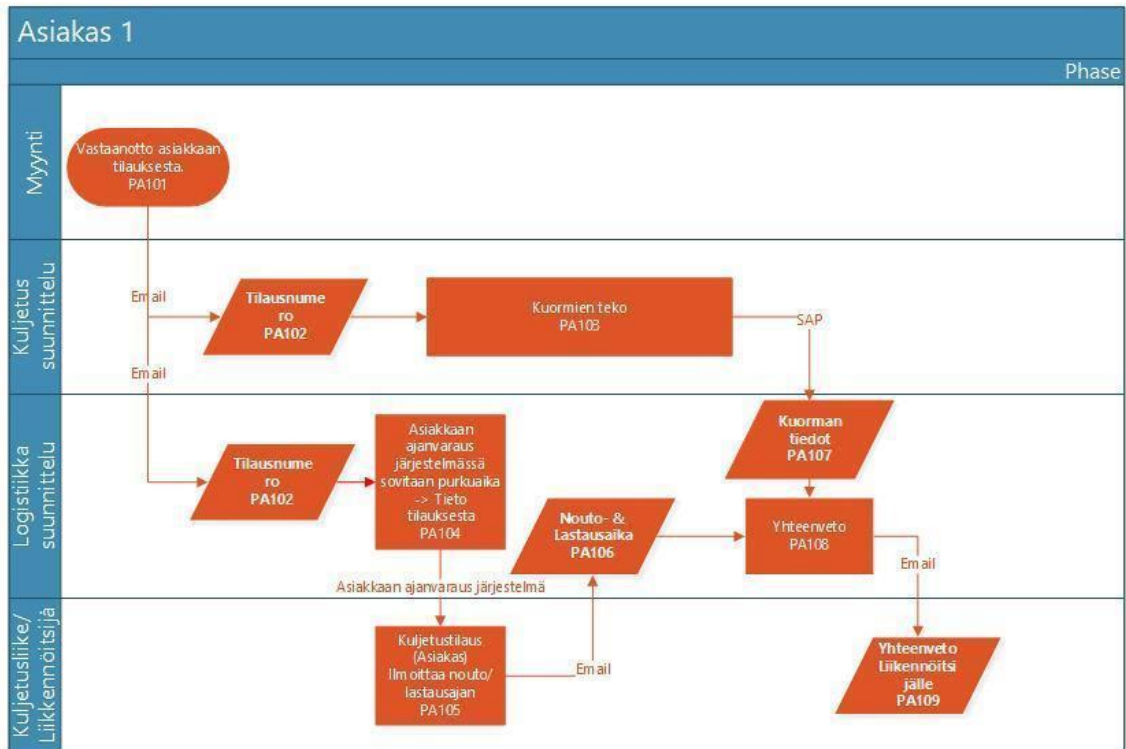 Asiakas 1
Phase
Myynti
Vastaanotto asiakkaan
tilauksesta.
PA101
Kuljetus
suunnittelu
Email
Tilausnume
ro
PA102
Kuormien teko
PA103
SAP
Email
Logistiikka
suunnittelu
Tilausnume
ro
PA102
Asiakkaan
ajanvaraus
järjestelmässä
sovitaan purkuaika
-> Tieto
tilauksesta
PA104
Kuorman
tiedot
PA107
Nouto- &
Lastausaika
PA106
Yhteenveto
PA108
Email
Asiakkaan ajanvaraus järjestelmä
Kuljetusliike/
Liikkennöitsijä
Kuljetustilaus
(Asiakas)
Ilmoittaa nouto/
lastausajan
PA105
Email
Yhteenveto
Liikennöitsi
jälle
PA109